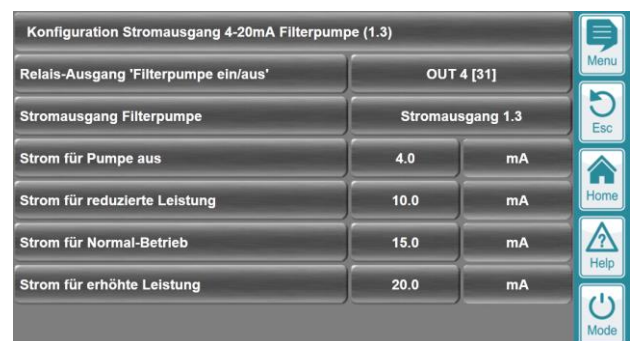 Konfiguration Stromausgang 4-20mA Filterpumpe (1.3)
Relais-Ausgang 'Filterpumpe ein/aus' OUT 4 [31]
Stromausgang Filterpumpe Stromausgang 1.3
Strom für Pumpe aus 4.0 mA
Strom für reduzierte Leistung 10.0 mA
Strom für Normal-Betrieb 15.0 mA
Strom für erhöhte Leistung 20.0 mA
Menu
Esc
Home
?
Help
Mode